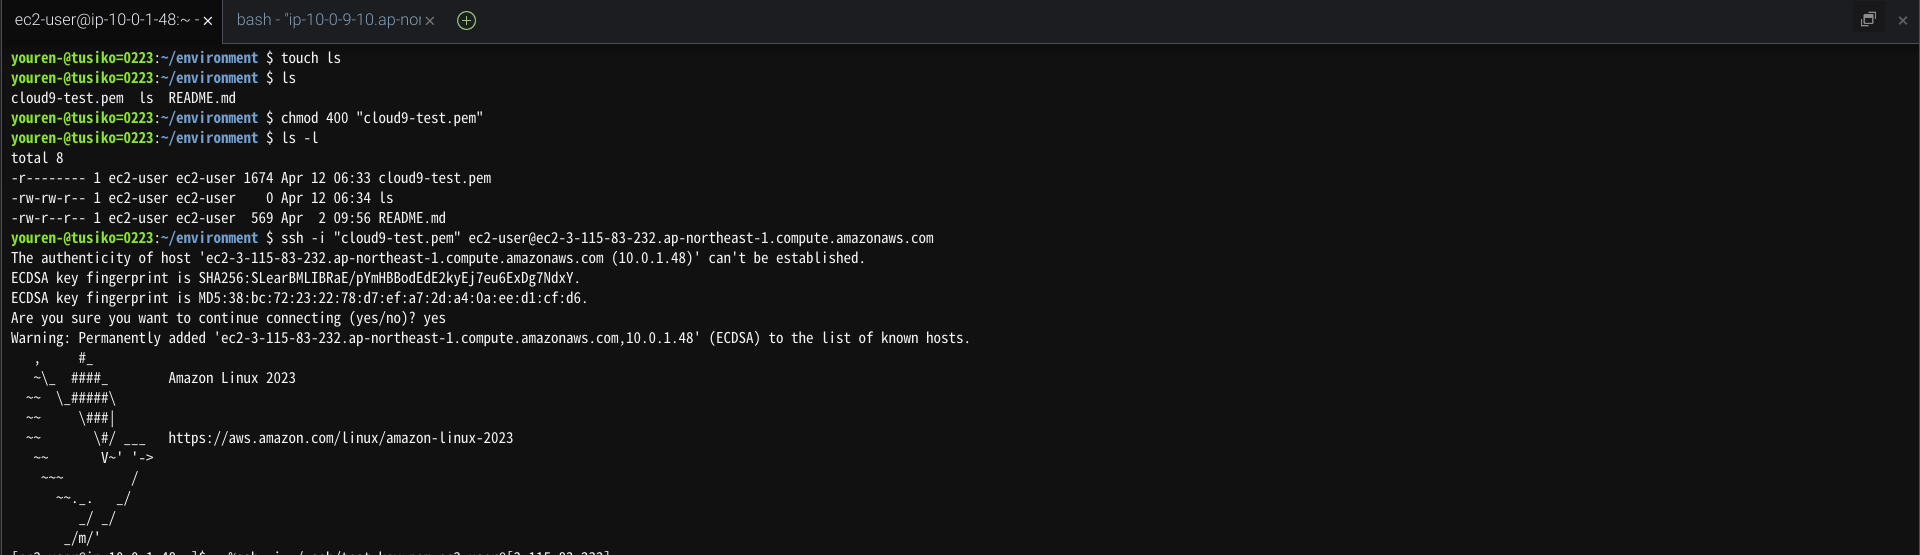 ec2-user@ip-10-0-1-48:~ - × bash - "ip-10-0-9-10.ap-nor ×
youren-@tusiko=0223:~/environment $ touch ls
youren-@tusiko=0223:~/environment $ ls
cloud9-test.pem  ls  README.md
youren-@tusiko=0223:~/environment $ chmod 400 "cloud9-test.pem"
youren-@tusiko=0223:~/environment $ ls -l
total 8
-r-------- 1 ec2-user ec2-user 1674 Apr 12 06:33 cloud9-test.pem
-rw-rw-r-- 1 ec2-user ec2-user    0 Apr 12 06:34 ls
-rw-r--r-- 1 ec2-user ec2-user  569 Apr  2 09:56 README.md
youren-@tusiko=0223:~/environment $ ssh -i "cloud9-test.pem" ec2-user@ec2-3-115-83-232.ap-northeast-1.compute.amazonaws.com
The authenticity of host 'ec2-3-115-83-232.ap-northeast-1.compute.amazonaws.com (10.0.1.48)' can't be established.
ECDSA key fingerprint is SHA256:SLearBMLIBRaE/pYmHBBodEdE2kyEj7eu6ExDg7NdxY.
ECDSA key fingerprint is MD5:38:bc:72:23:22:78:d7:ef:a7:2d:a4:0a:ee:d1:cf:d6.
Are you sure you want to continue connecting (yes/no)? yes
Warning: Permanently added 'ec2-3-115-83-232.ap-northeast-1.compute.amazonaws.com,10.0.1.48' (ECDSA) to the list of known hosts.
   ,     #_
   ~\_  ####_        Amazon Linux 2023
  ~~  \_#####\
  ~~     \###|
  ~~       \#/ ___   https://aws.amazon.com/linux/amazon-linux-2023
   ~~       V~' '->
    ~~~         /
      ~~._.   _/
         _/ _/
       _/m/'